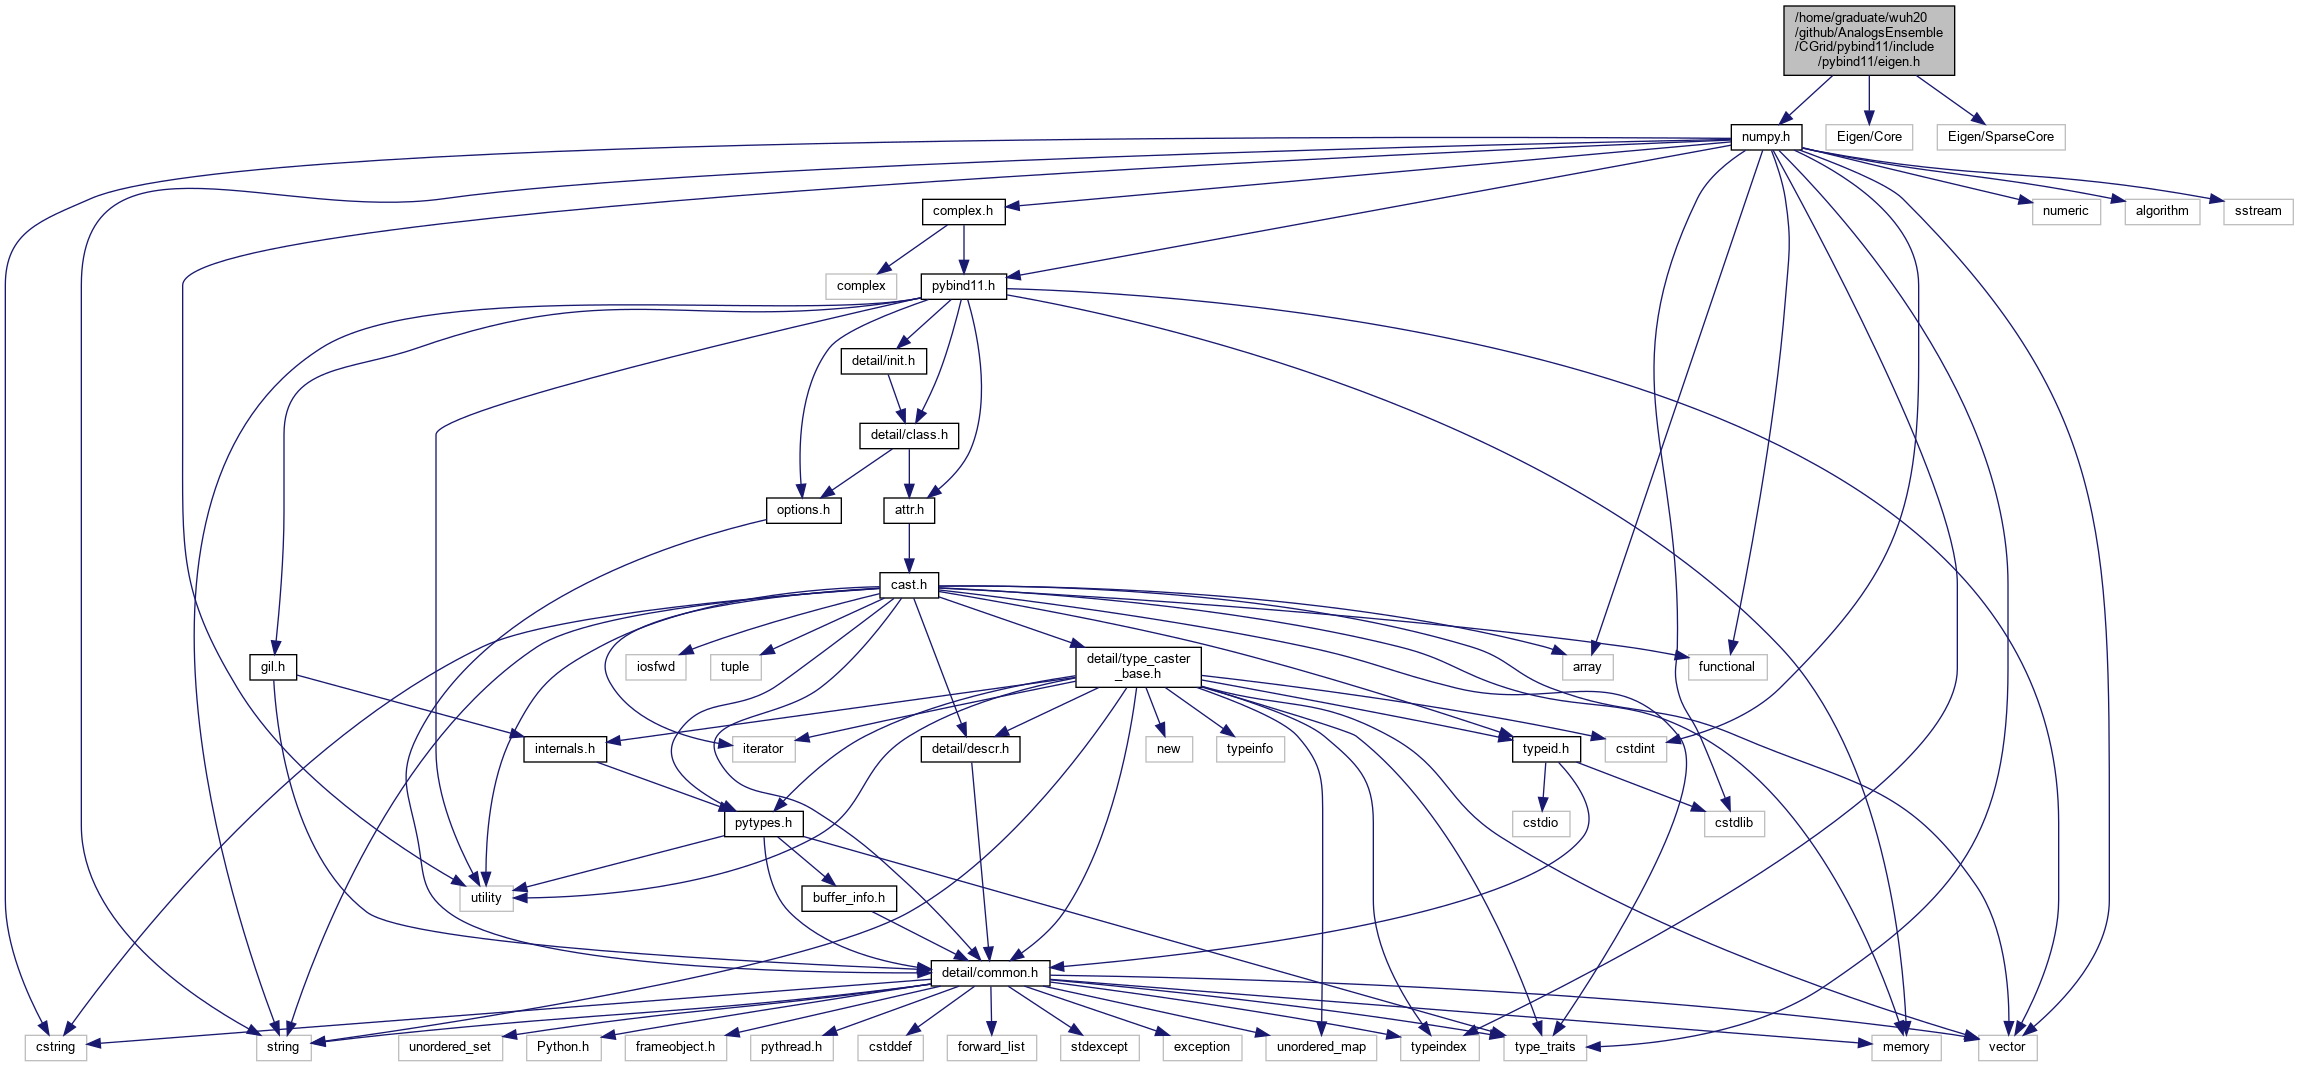 /home/graduate/wuh20
/github/AnalogsEnsemble
/CGrid/pybind11/include
/pybind11/eigen.h
numpy.h
Eigen/Core
Eigen/SparseCore
complex.h
numeric
algorithm
sstream
complex
pybind11.h
detail/init.h
detail/class.h
options.h
attr.h
cast.h
gil.h
iosfwd
tuple
detail/type_caster
_base.h
array
functional
internals.h
iterator
detail/descr.h
new
typeinfo
typeid.h
cstdint
pytypes.h
cstdio
cstdlib
utility
buffer_info.h
detail/common.h
cstring
string
unordered_set
Python.h
frameobject.h
pythread.h
cstddef
forward_list
stdexcept
exception
unordered_map
typeindex
type_traits
memory
vector